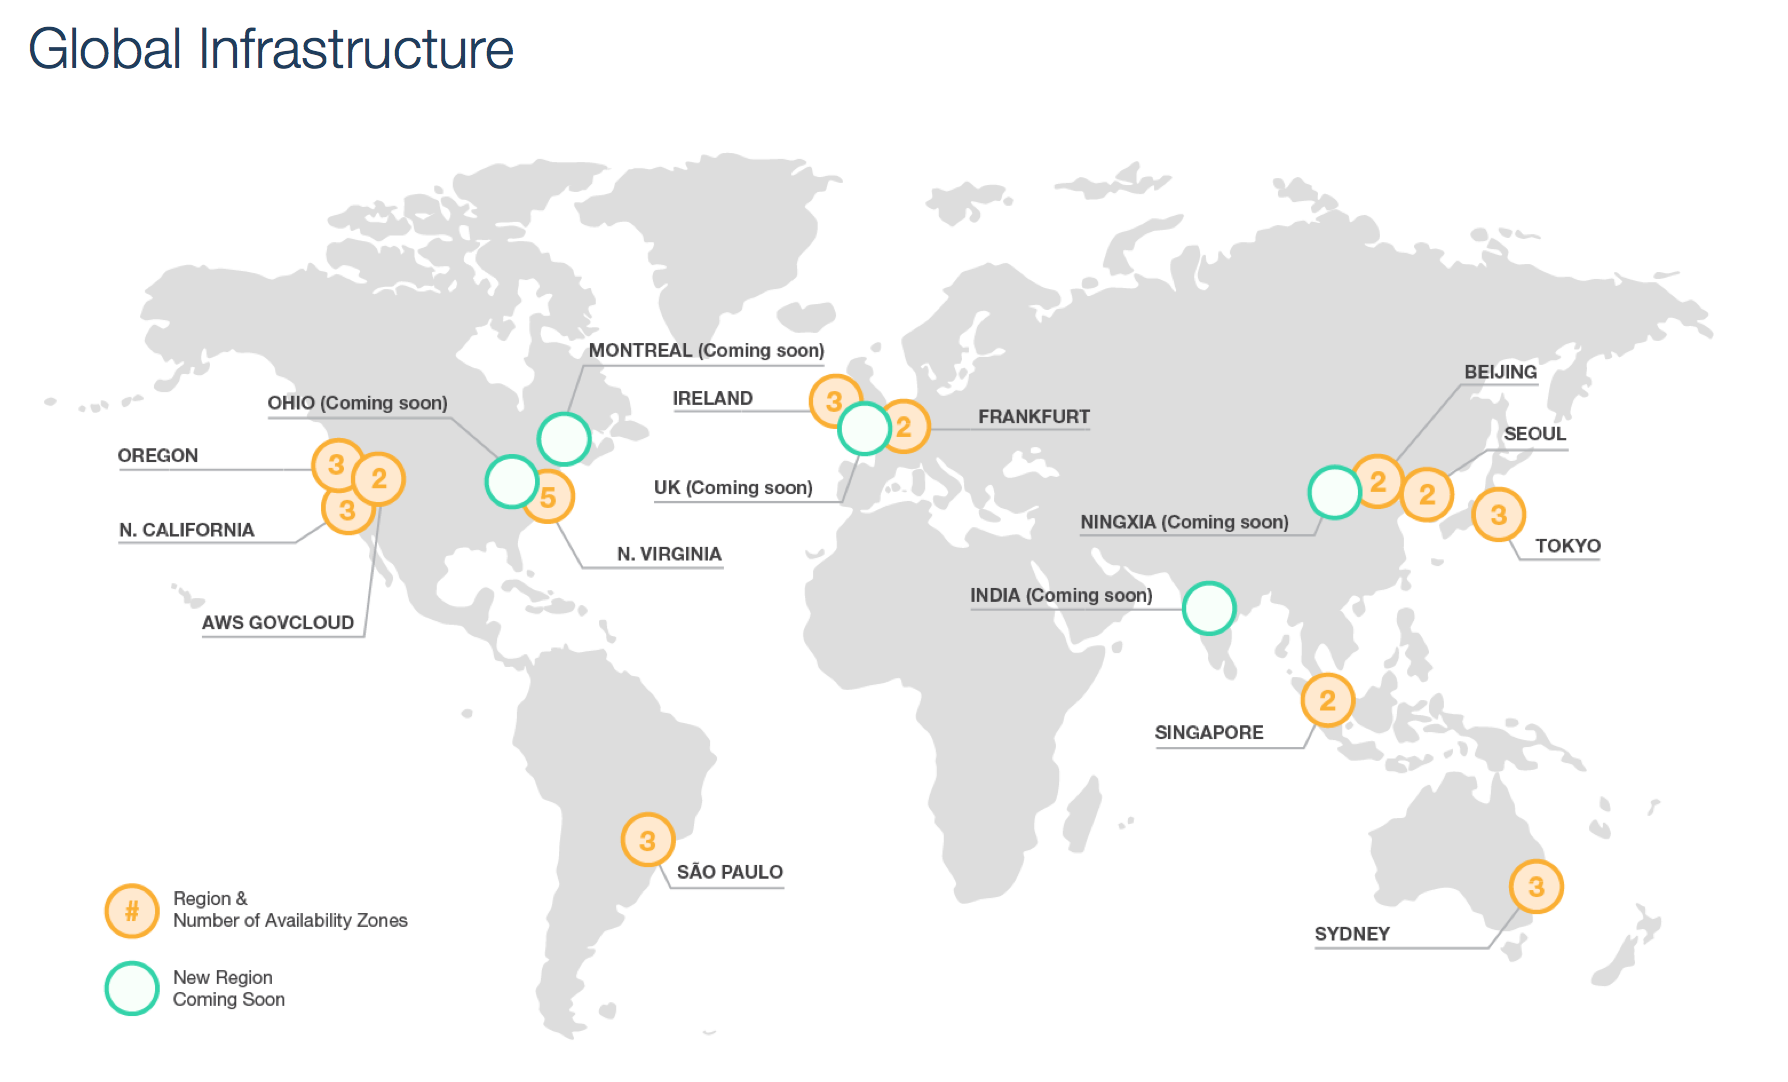 Global Infrastructure
MONTREAL (Coming soon)
BEIJING
IRELAND
3
OHIO (Coming soon)
FRANKFURT
2
SEOUL
OREGON
3
2
3
N. CALIFORNIA
5
UK (Coming soon)
2
2
3
NINGXIA (Coming soon)
TOKYO
N. VIRGINIA
INDIA (Coming soon)
AWS GOVCLOUD
2
SINGAPORE
3
SÃO PAULO
3
SYDNEY
#
Region &
Number of Availability Zones
New Region
Coming Soon